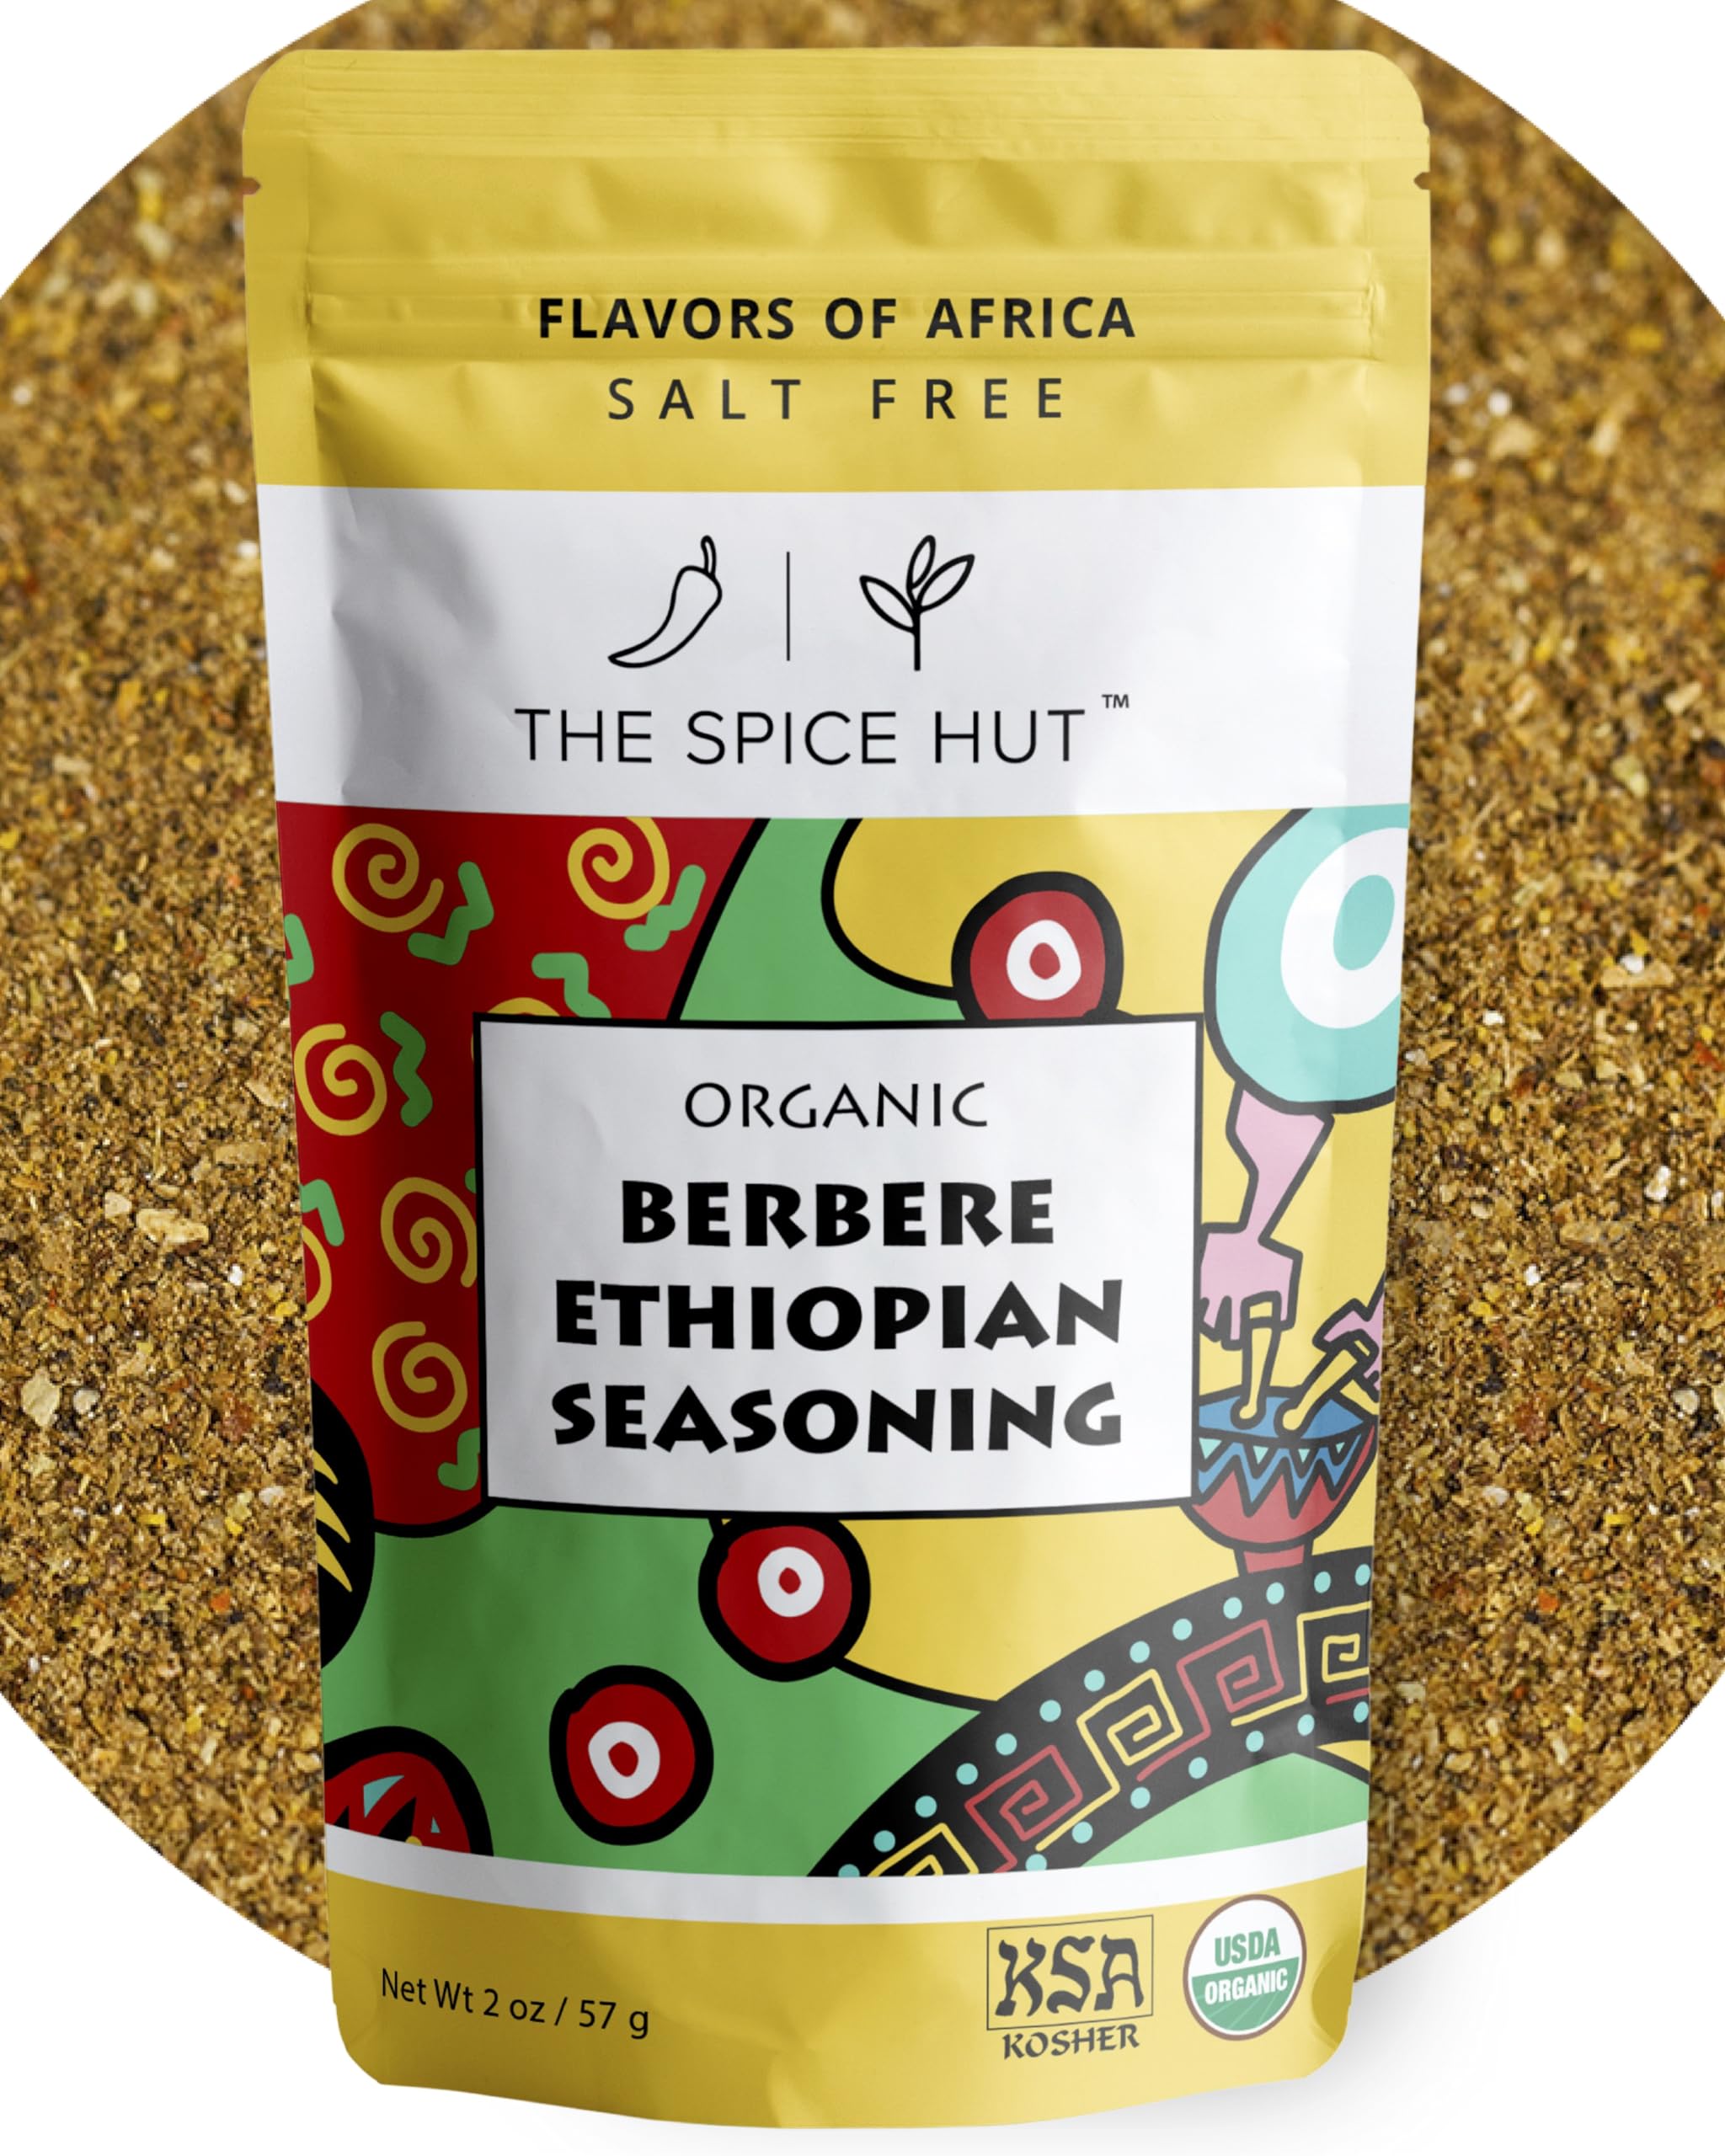 FLAVORS OF AFRICA
SALT FREE
THE SPICE HUT™
ORGANIC
BERBERE
ETHIOPIAN
SEASONING
Net Wt 2 oz / 57 g
KSA
KOSHER
USDA
ORGANIC